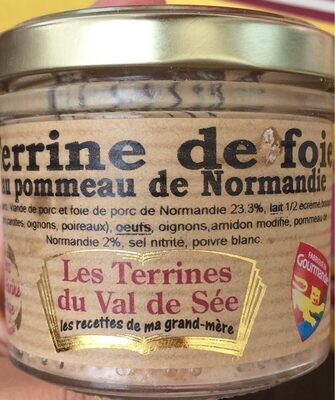 errine de foie
au pommeau de Normandie
Viande de porc et foie de porc de Normandie 23.3%, lait 1/2 écrémé,
carottes, oignons, poireaux), oeufs, oignons, amidon modifié, pommeau
Normandie 2%, sel nitrité, poivre blanc.
Les Terrines
du Val de Sée
les recettes de ma grand-mère
Gourmande